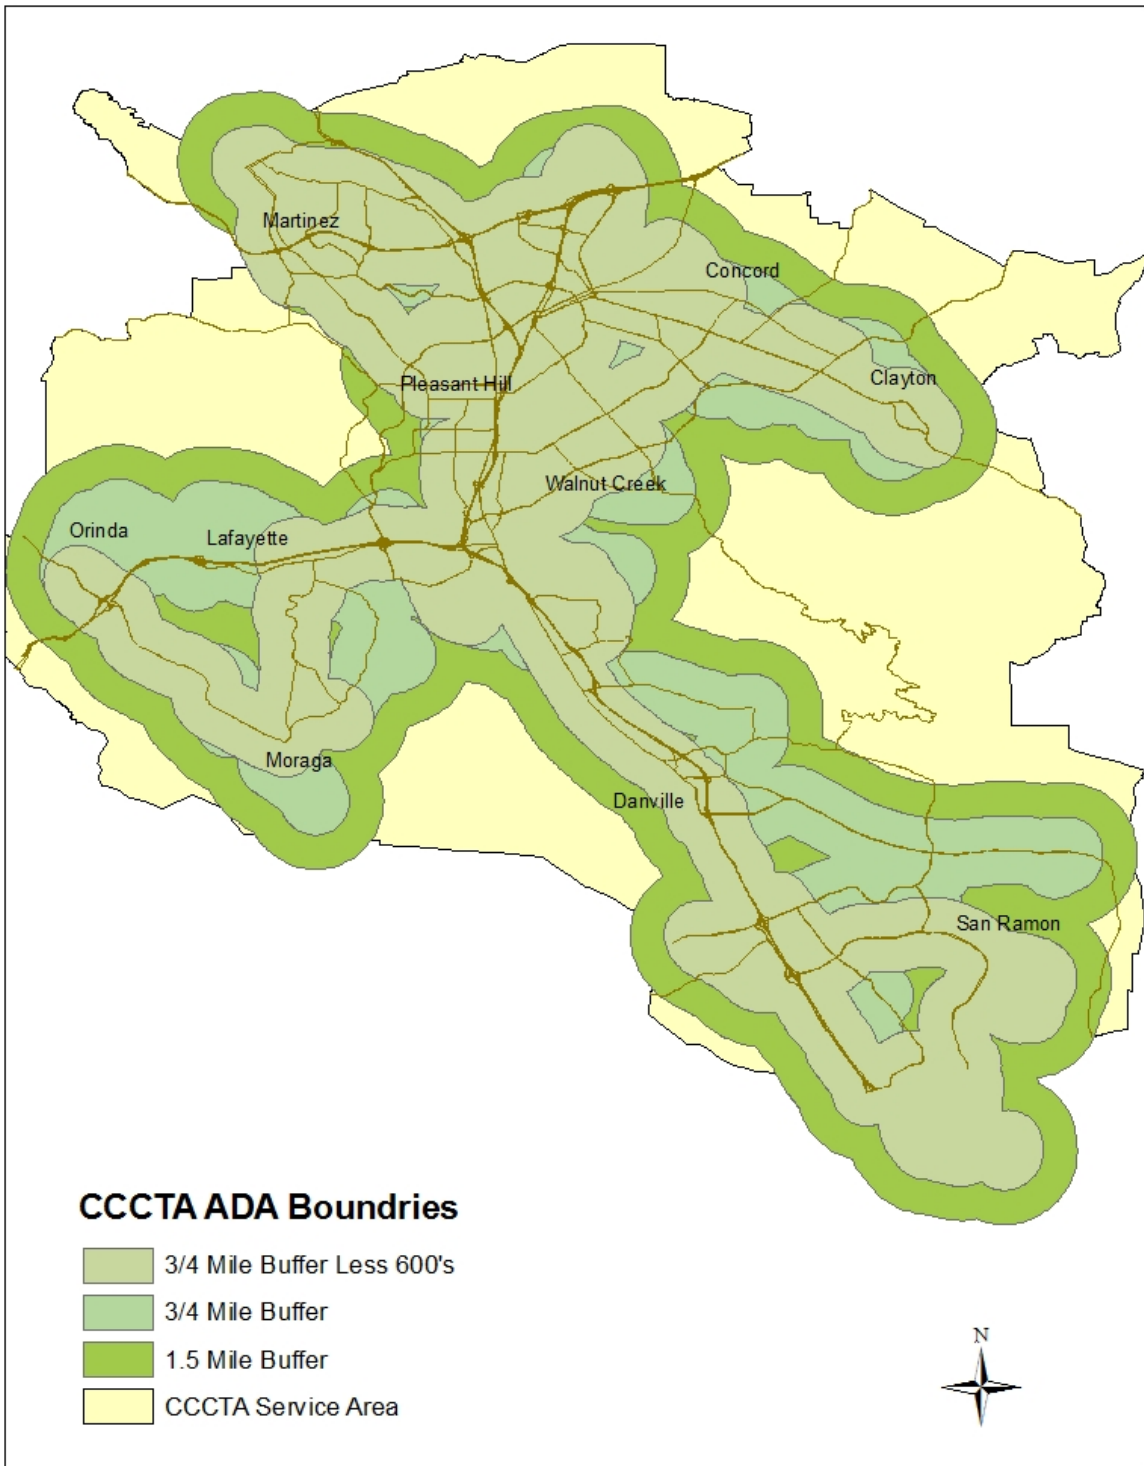 Martinez
Concord
Pleasant Hill
Clayton
Walnut Creek
Orinda
Lafayette
Moraga
Danville
San Ramon
CCCTA ADA Boundries
3/4 Mile Buffer Less 600's
3/4 Mile Buffer
1.5 Mile Buffer
CCCTA Service Area
N